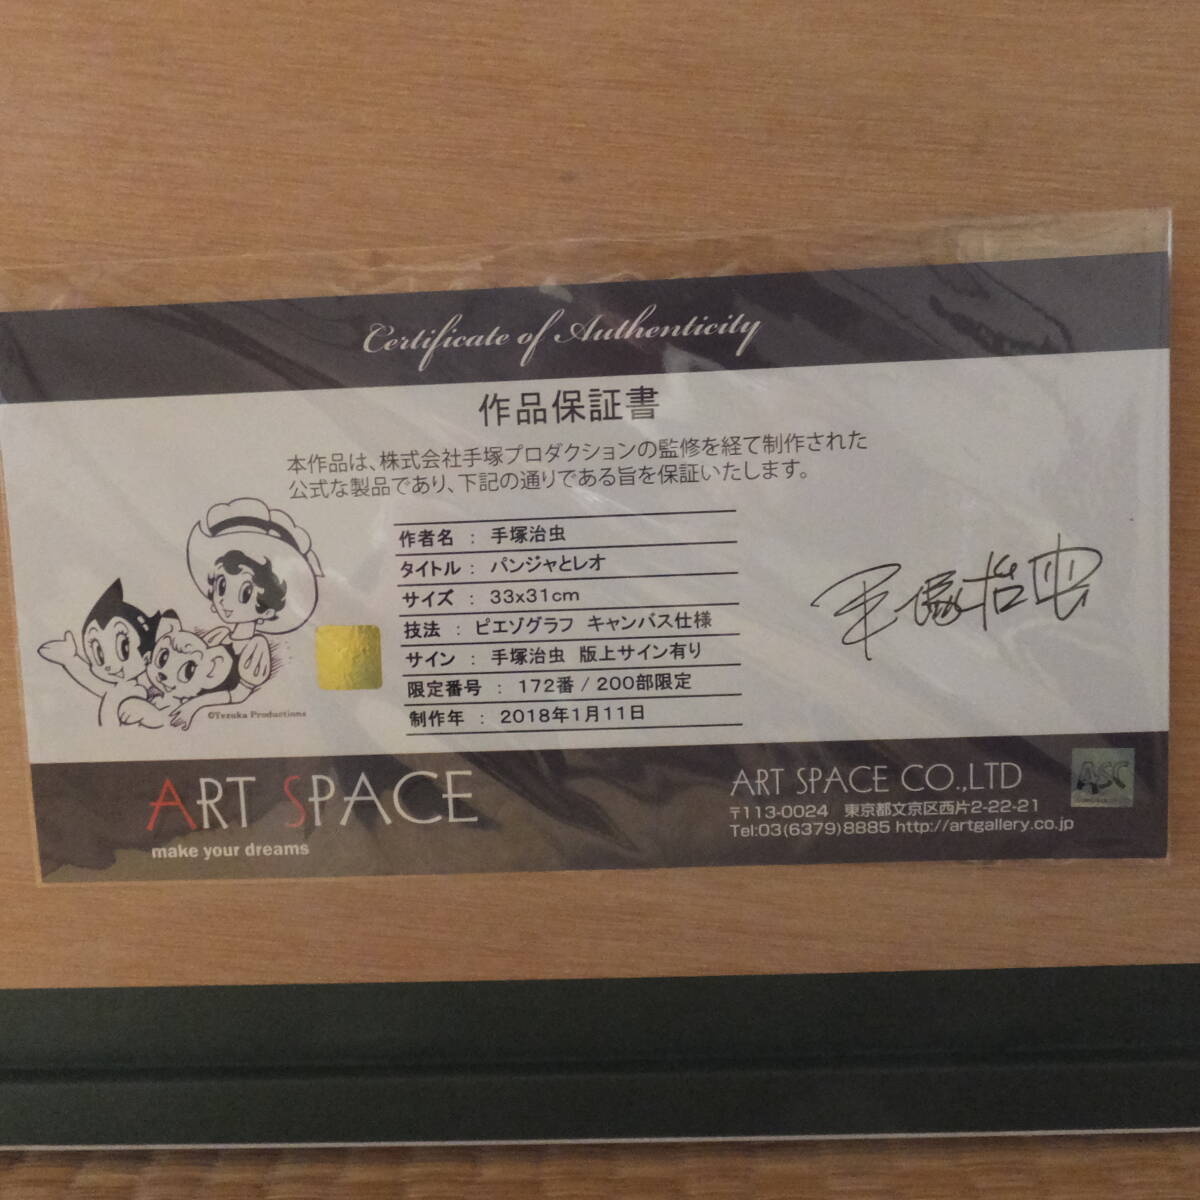 Certificate of Authenticity
作品保証書
本作品は、株式会社手塚プロダクションの監修を経て制作された
公式な製品であり、下記の通りである旨を保証いたします。
作者名 : 手塚治虫
タイトル : パンジャとレオ
サイズ : 33x31cm
技法 : ピエゾグラフ キャンバス仕様
サイン : 手塚治虫 版上サイン有り
限定番号 : 172番 / 200部限定
制作年 : 2018年1月11日
手塚治虫
©Tezuka Productions
ART SPACE
make your dreams
ART SPACE CO.,LTD
〒113-0024 東京都文京区西片2-22-21
Tel:03(6379)8885 http://artgallery.co.jp
ASC